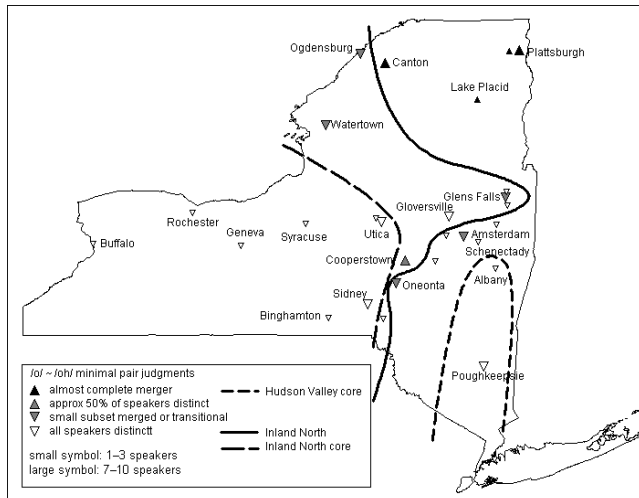 Ogdensburg
Canton
Plattsburgh
Lake Placid
Watertown
Glens Falls
Gloversville
Rochester
Geneva
Syracuse
Utica
Amsterdam
Buffalo
Schenectady
Cooperstown
Albany
Oneonta
Sidney
Binghamton
Poughkeepsie
/o/ ~ /oh/ minimal pair judgments
almost complete merger
approx 50% of speakers distinct
small subset merged or transitional
all speakers distinctt
small symbol: 1–3 speakers
large symbol: 7–10 speakers
Hudson Valley core
Inland North
Inland North core